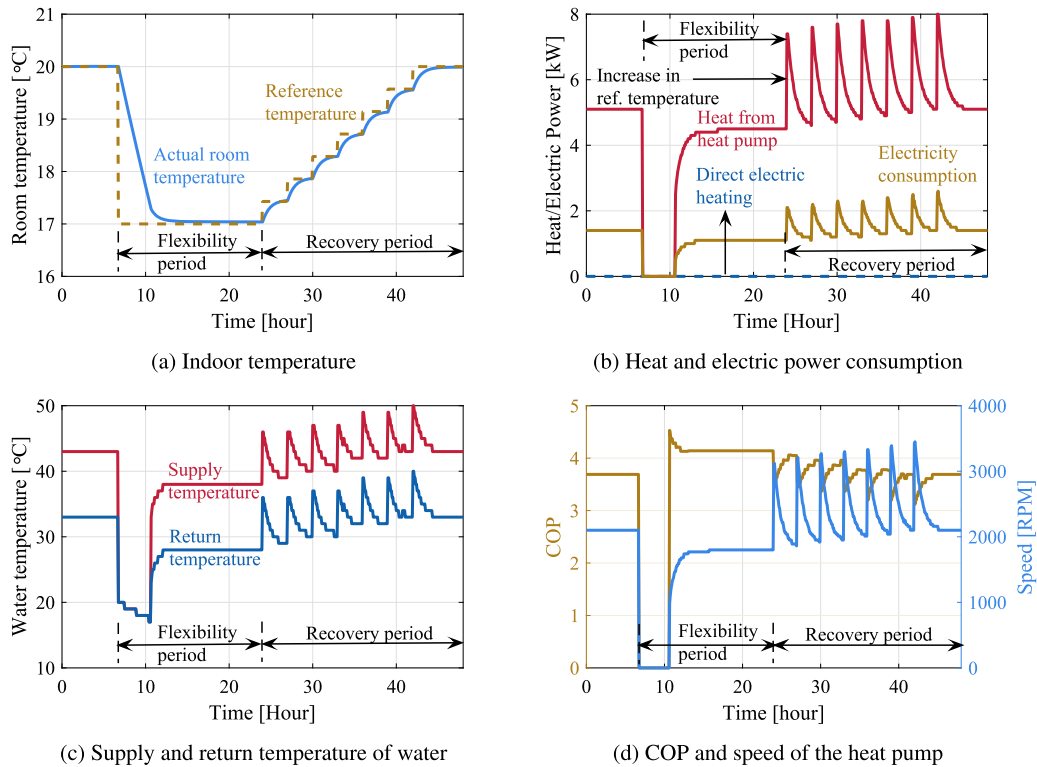 21
20
19
18
17
16
Room temperature [ °C]
Reference
temperature
Actual room
temperature
Flexibility
period
Recovery period
0
10
20
30
40
Time [hour]
(a) Indoor temperature
8
6
4
2
0
Heat/Electric Power [kW]
Flexibility
period
Increase in
ref. temperature
Heat from
heat pump
Direct electric
heating
Electricity
consumption
Recovery period
0
10
20
30
40
Time [Hour]
(b) Heat and electric power consumption
50
40
30
20
10
Water temperature [ °C]
Supply
temperature
Return
temperature
Flexibility
period
Recovery period
0
10
20
30
40
Time [Hour]
(c) Supply and return temperature of water
5
4
3
2
1
0
COP
4000
3000
2000
1000
0
Speed [RPM]
Flexibility
period
Recovery period
0
10
20
30
40
Time [hour]
(d) COP and speed of the heat pump